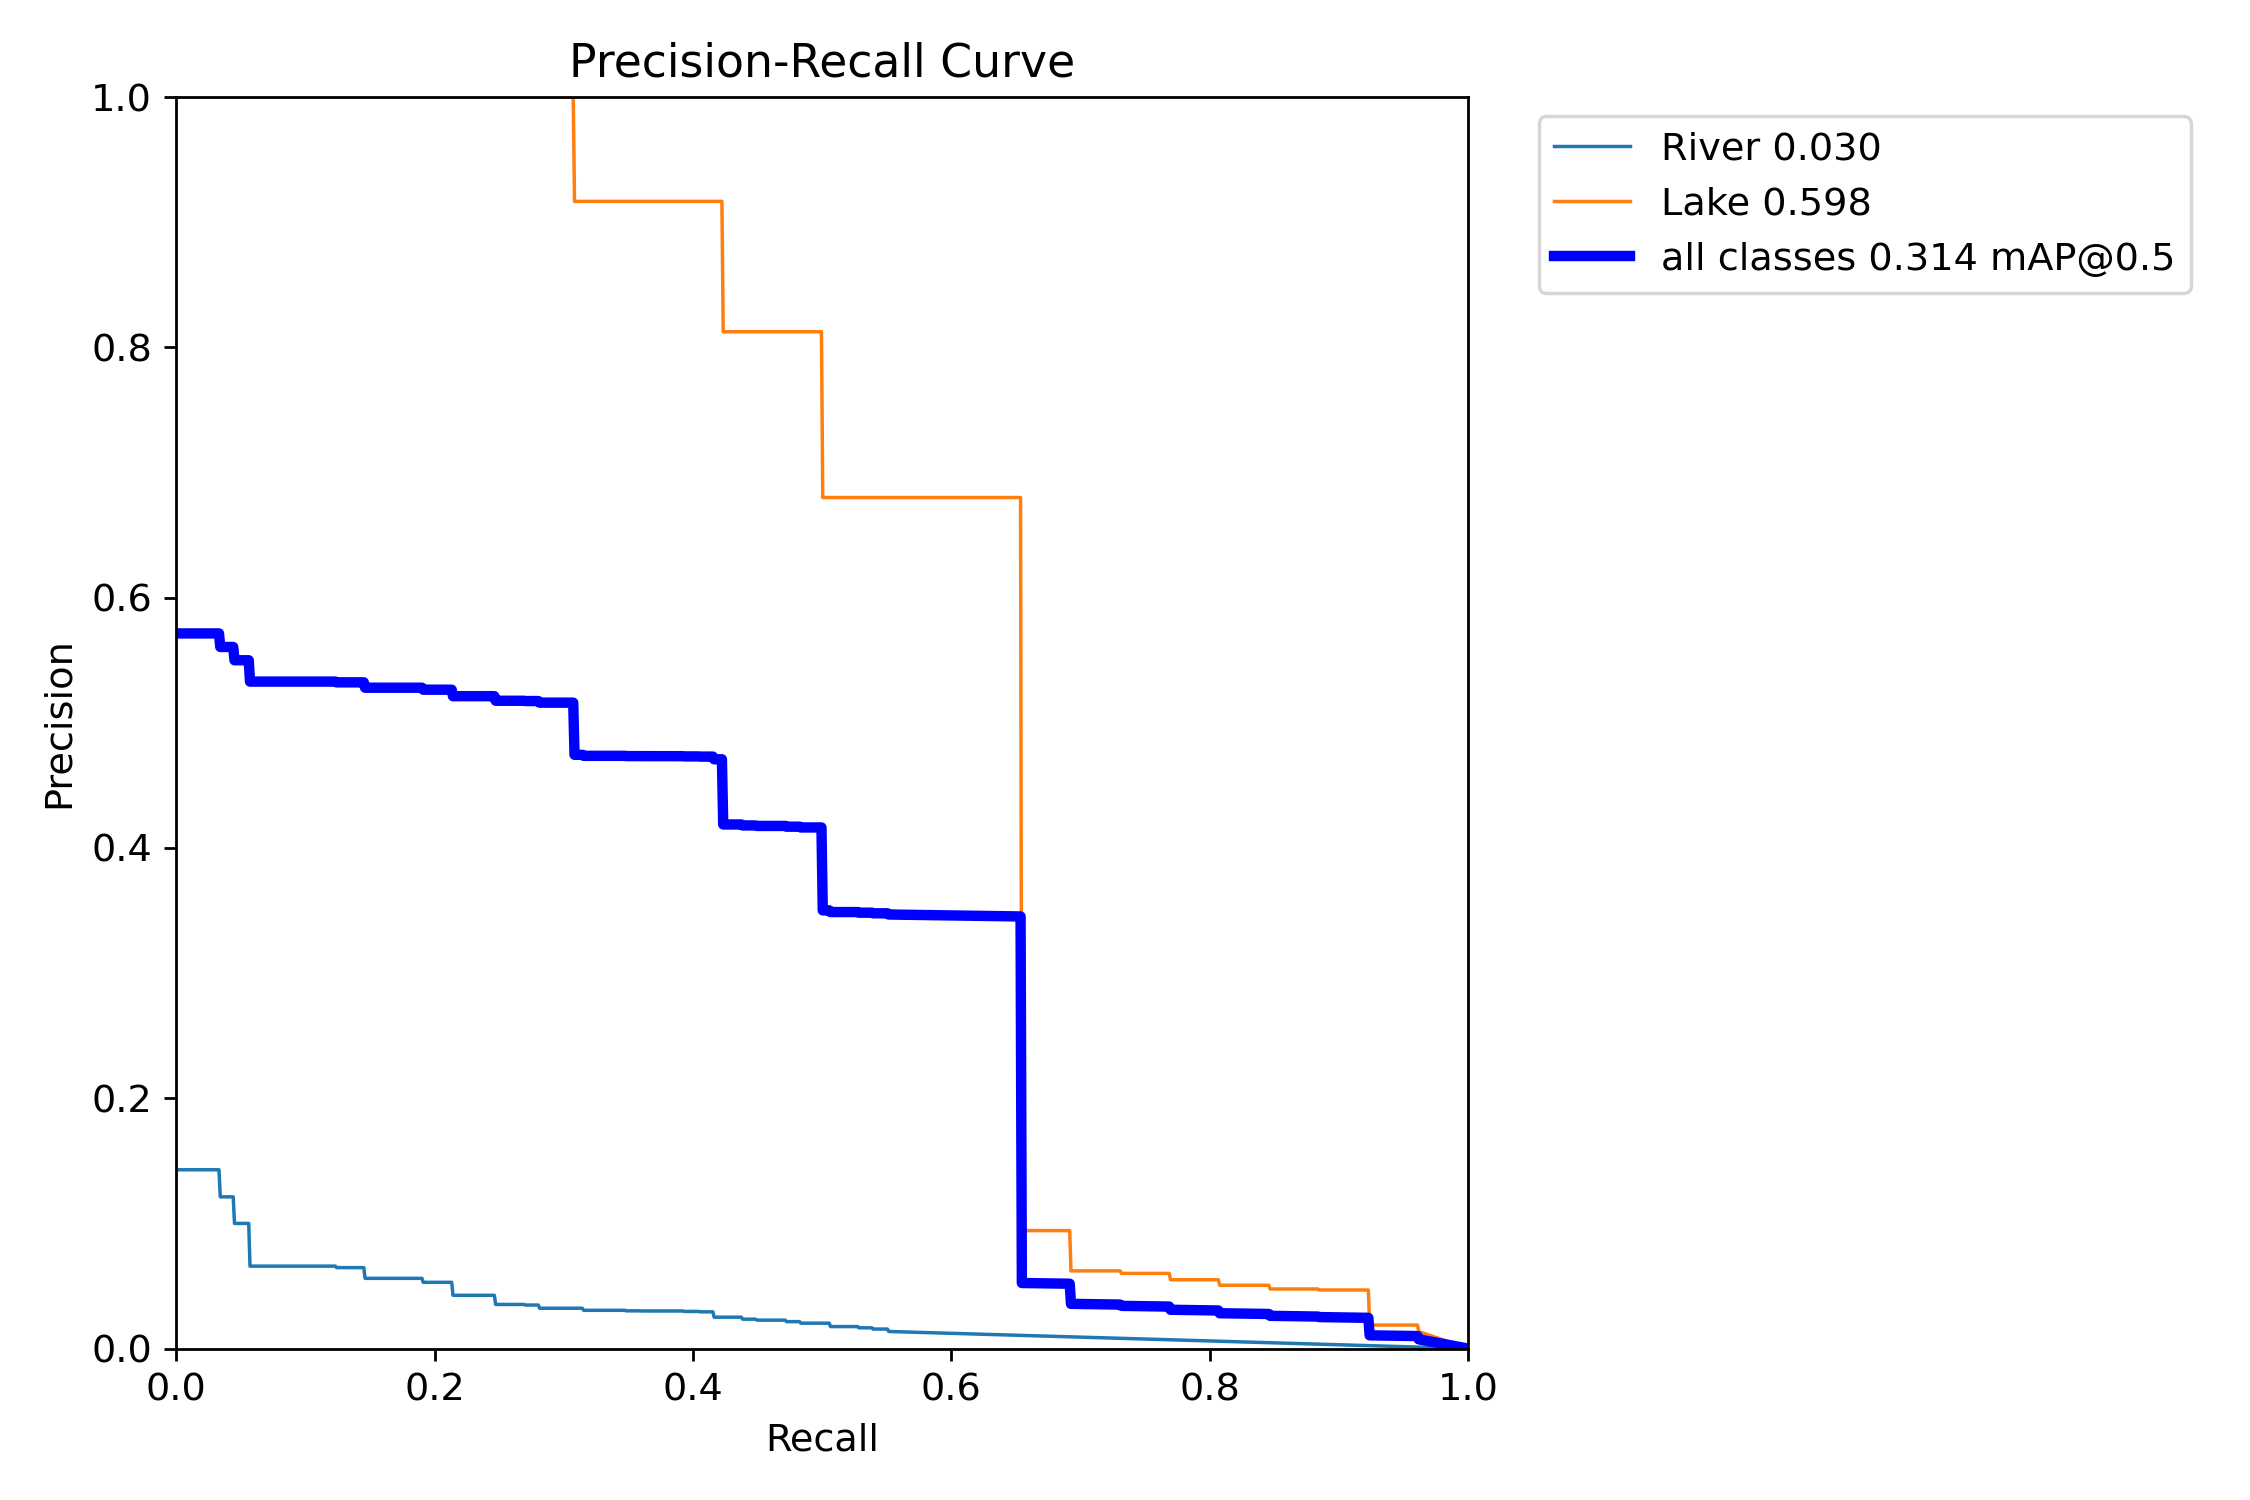 Precision-Recall Curve
1.0
0.8
0.6
0.4
0.2
0.0
Precision
0.0 0.2 0.4 0.6 0.8 1.0
Recall
River 0.030
Lake 0.598
all classes 0.314 mAP@0.5